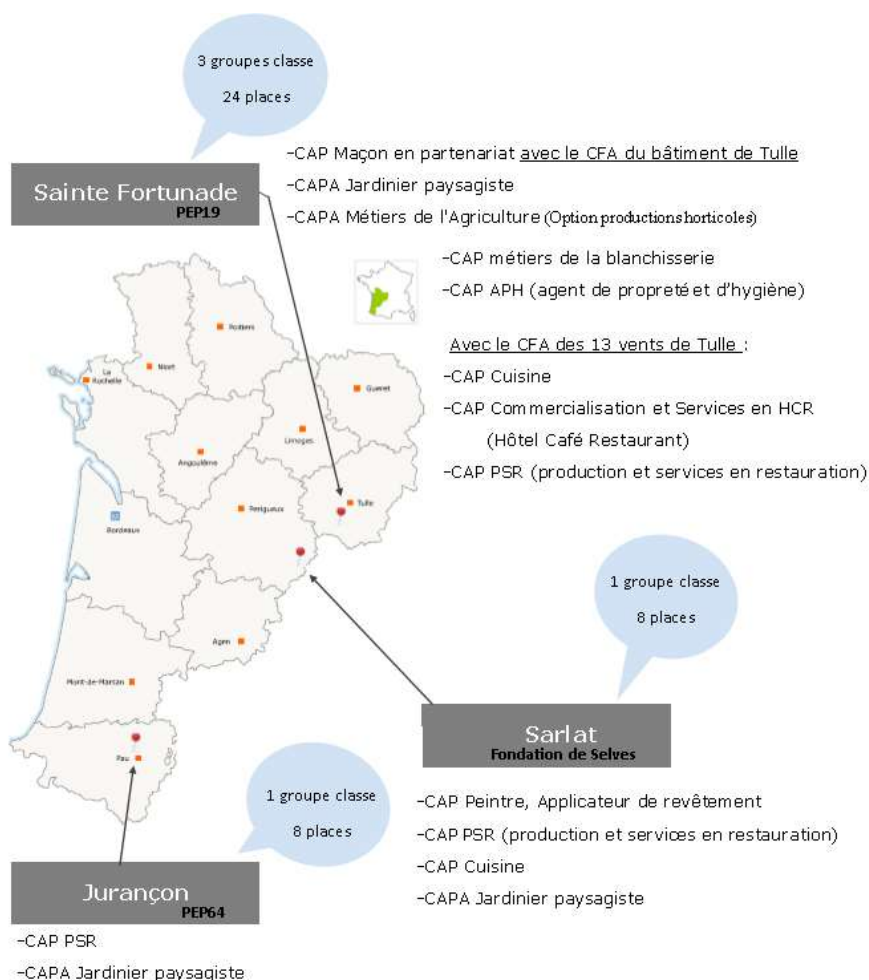 3 groupes classe
24 places
Sainte Fortunade
PEP19
-CAP Maçon en partenariat avec le CFA du bâtiment de Tulle
-CAPA Jardinier paysagiste
-CAPA Métiers de l'Agriculture (Option productions horticoles)
-CAP métiers de la blanchisserie
-CAP APH (agent de propreté et d'hygiène)
Avec le CFA des 13 vents de Tulle :
-CAP Cuisine
-CAP Commercialisation et Services en HCR
(Hôtel Café Restaurant)
-CAP PSR (production et services en restauration)
Poitiers
Niort
La
Rochelle
Gueret
Limoges
Angoulême
Tulle
Perigueux
Bordeaux
Agen
Mont-de-Marsan
Pau
1 groupe classe
8 places
Sarlat
Fondation de Selves
-CAP Peintre, Applicateur de revêtement
-CAP PSR (production et services en restauration)
-CAP Cuisine
-CAPA Jardinier paysagiste
1 groupe classe
8 places
Jurançon
PEP64
-CAP PSR
-CAPA Jardinier paysagiste